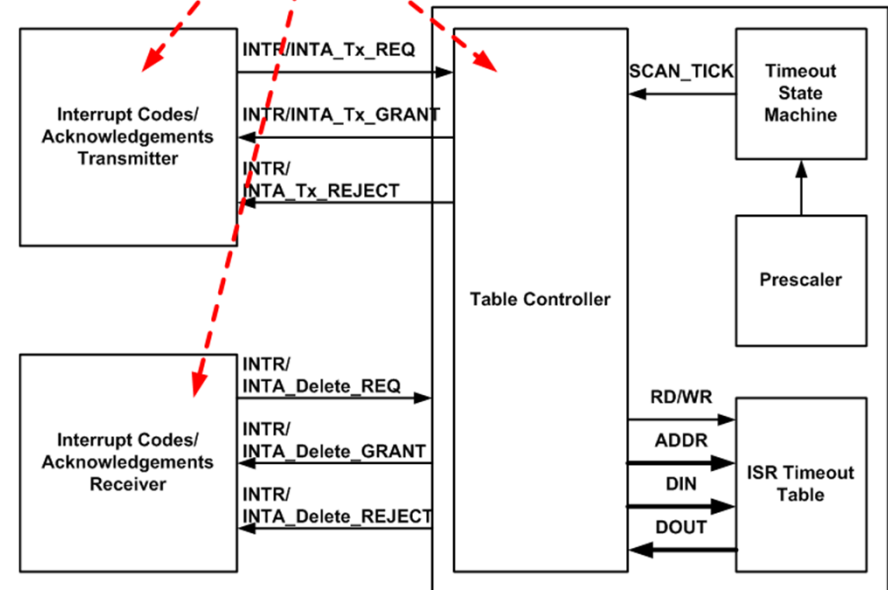 INTR/INTA_Tx_REQ
Interrupt Codes/
Acknowledgements
Transmitter
INTR/INTA_Tx_GRANT
INTR/
INTA_Tx_REJECT
SCAN_TICK
Timeout
State
Machine
Prescaler
Table Controller
Interrupt Codes/
Acknowledgements
Receiver
INTR/
INTA_Delete_REQ
INTR/
INTA_Delete_GRANT
INTR/
INTA_Delete_REJECT
RD/WR
ADDR
DIN
DOUT
ISR Timeout
Table